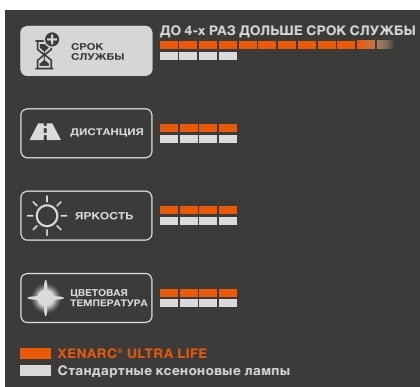 ДО 4-х РАЗ ДОЛЬШЕ СРОК СЛУЖБЫ
СРОК
СЛУЖБЫ
ДИСТАНЦИЯ
ЯРКОСТЬ
ЦВЕТОВАЯ
ТЕМПЕРАТУРА
XENARC® ULTRA LIFE
Стандартные ксеноновые лампы